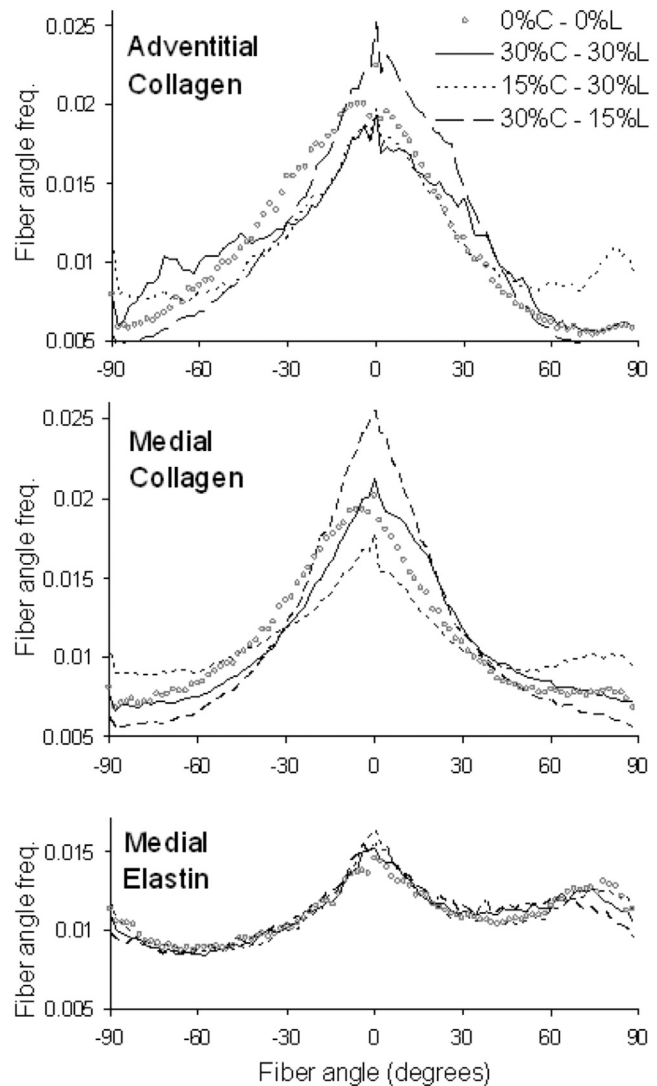 Adventitial
Collagen
0%C - 0%L
30%C - 30%L
15%C - 30%L
30%C - 15%L
Fiber angle freq.
0.025
0.02
0.015
0.01
0.005
-90 -60 -30 0 30 60 90
Medial
Collagen
Fiber angle freq.
0.025
0.02
0.015
0.01
0.005
-90 -60 -30 0 30 60 90
Medial
Elastin
Fiber angle freq.
0.015
0.01
0.005
-90 -60 -30 0 30 60 90
Fiber angle (degrees)